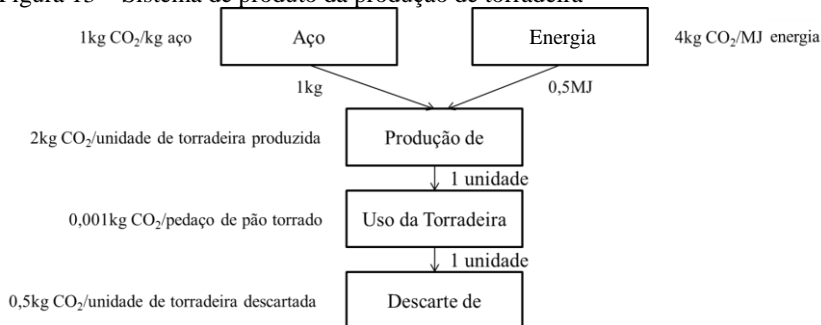 Figura 15 – Sistema de produto da produção de torradeira
1kg CO₂/kg aço
Aço
Energia
4kg CO₂/MJ energia
1kg
0,5MJ
2kg CO₂/unidade de torradeira produzida
Produção de
1 unidade
0,001kg CO₂/pedaço de pão torrado
Uso da Torradeira
1 unidade
0,5kg CO₂/unidade de torradeira descartada
Descarte de